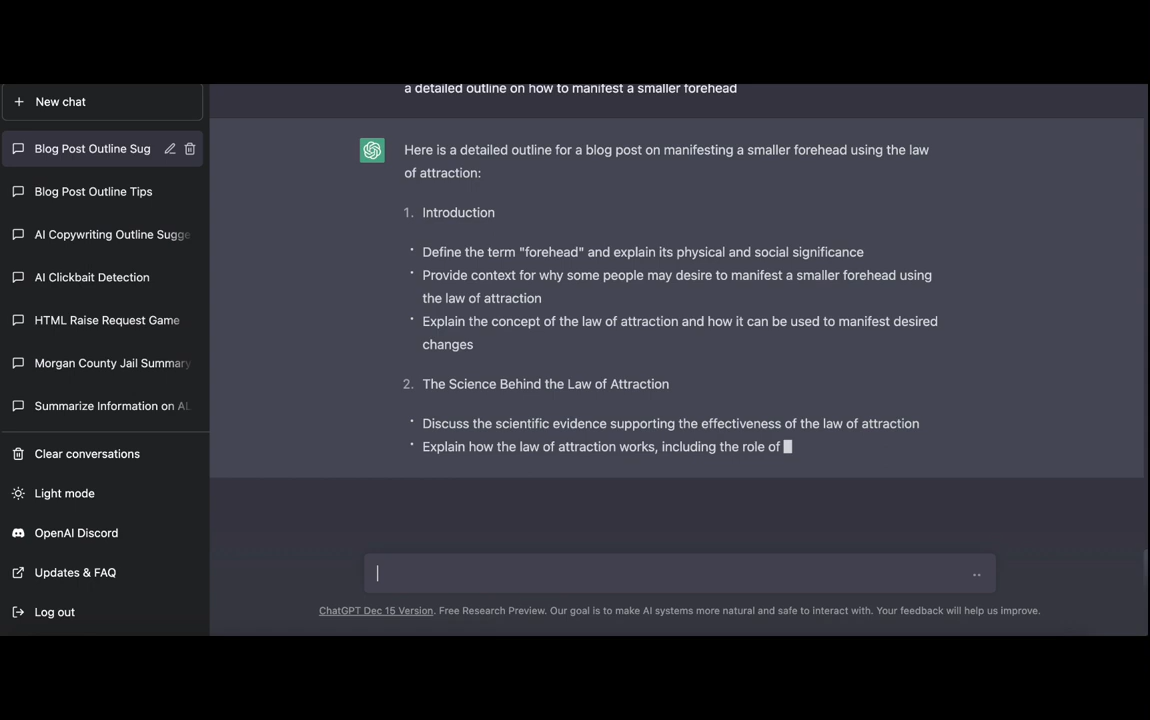 New chat
Blog Post Outline Sug
Blog Post Outline Tips
AI Copywriting Outline Sugge
AI Clickbait Detection
HTML Raise Request Game
Morgan County Jail Summary
Summarize Information on AL
Clear conversations
Light mode
OpenAI Discord
Updates & FAQ
Log out
a detailed outline on how to manifest a smaller forehead
Here is a detailed outline for a blog post on manifesting a smaller forehead using the law
of attraction:
1. Introduction
• Define the term "forehead" and explain its physical and social significance
• Provide context for why some people may desire to manifest a smaller forehead using
the law of attraction
• Explain the concept of the law of attraction and how it can be used to manifest desired
changes
2. The Science Behind the Law of Attraction
• Discuss the scientific evidence supporting the effectiveness of the law of attraction
• Explain how the law of attraction works, including the role of
ChatGPT Dec 15 Version. Free Research Preview. Our goal is to make AI systems more natural and safe to interact with. Your feedback will help us improve.